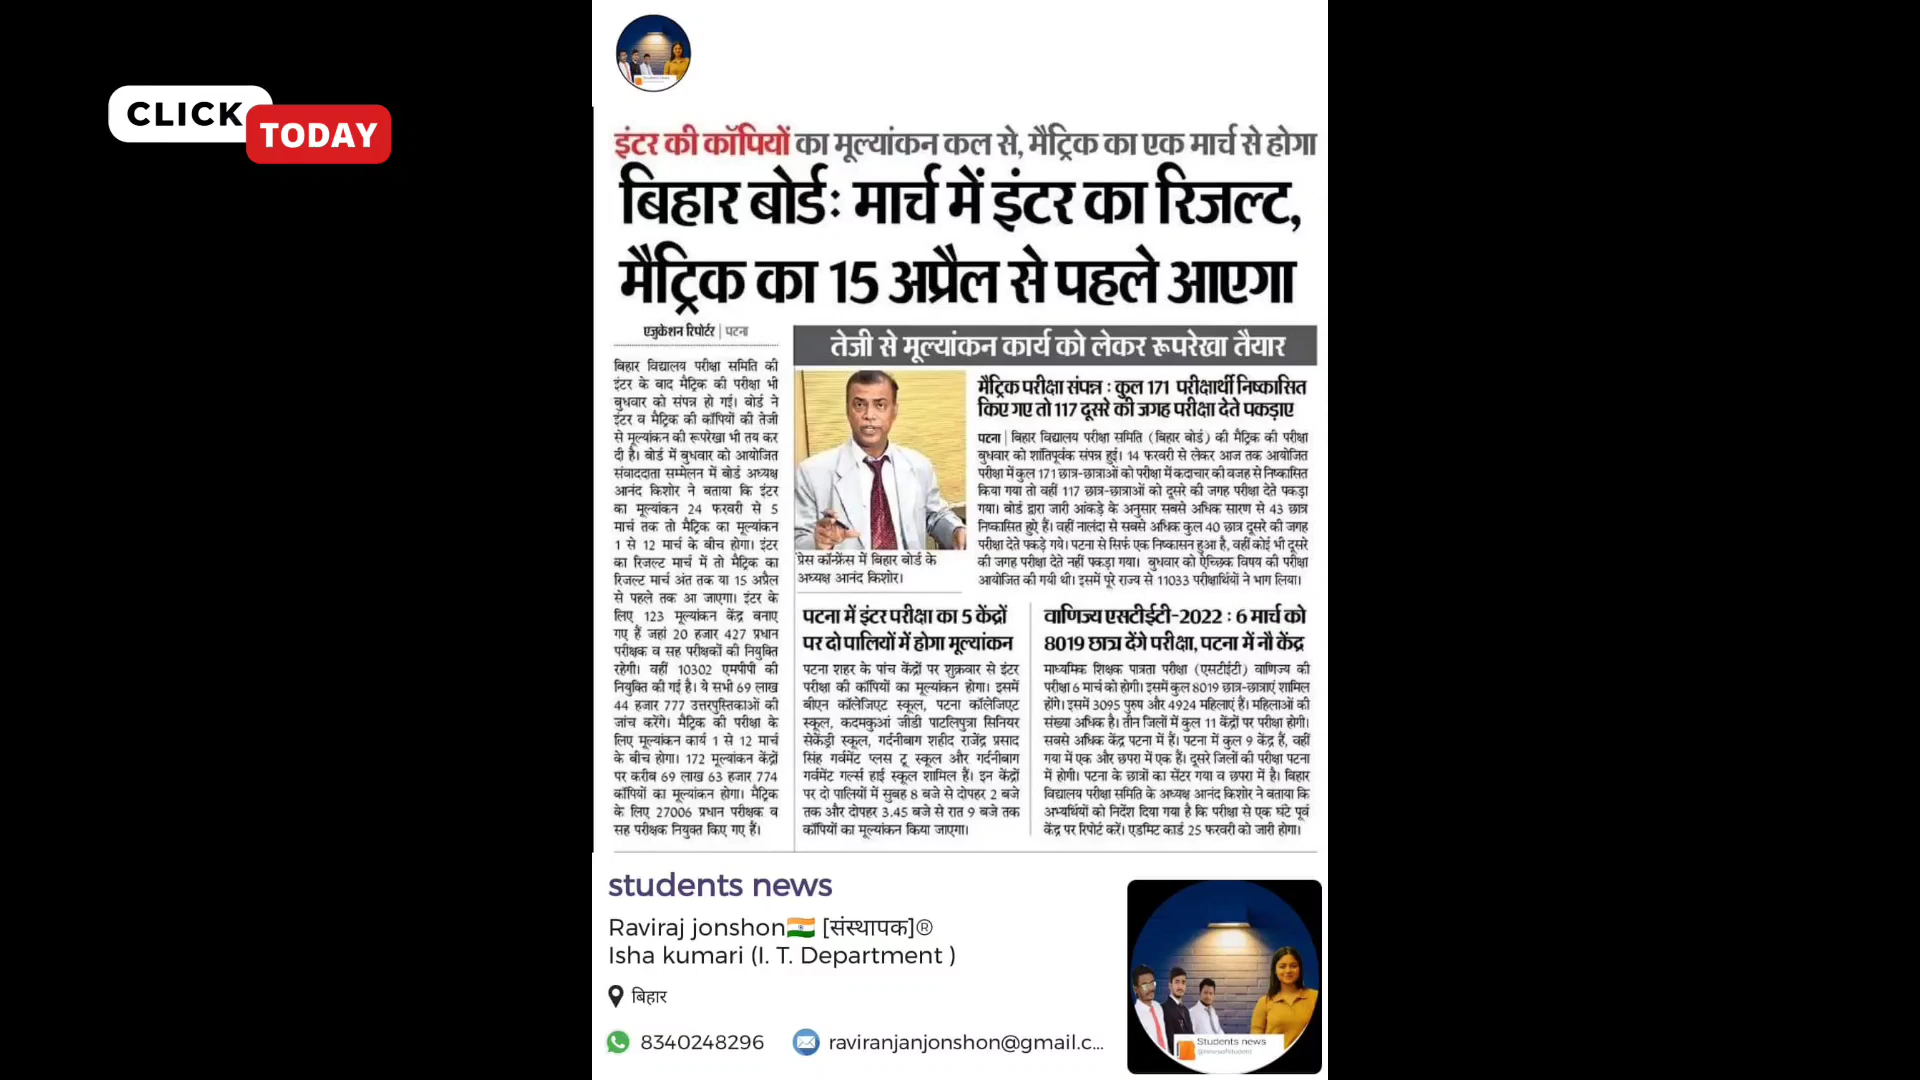 CLICK
TODAY
इंटर की कॉपियों का मूल्यांकन कल से, मैट्रिक का एक मार्च से होगा
बिहार बोर्डः मार्च में इंटर का रिजल्ट,
मैट्रिक का 15 अप्रैल से पहले आएगा
एजुकेशन रिपोर्टर | पटना
बिहार विद्यालय परीक्षा समिति की
इंटर के बाद मैट्रिक की परीक्षा भी
बुधवार को संपन्न हो गई। बोर्ड ने
इंटर व मैट्रिक की कॉपियों की तेजी
से मूल्यांकन की रूपरेखा भी तय कर
दी है। बोर्ड में बुधवार को आयोजित
संवाददाता सम्मेलन में बोर्ड अध्यक्ष
आनंद किशोर ने बताया कि इंटर
का मूल्यांकन 24 फरवरी से 5
मार्च तक तो मैट्रिक का मूल्यांकन
1 से 12 मार्च के बीच होगा। इंटर
का रिजल्ट मार्च में तो मैट्रिक का
रिजल्ट मार्च अंत तक या 15 अप्रैल
से पहले तक आ जाएगा। इंटर के
लिए 123 मूल्यांकन केंद्र बनाए
गए हैं जहां 20 हजार 427 प्रधान
परीक्षक व सह परीक्षकों की नियुक्ति
रहेगी। वहीं 10302 एमपीपी की
नियुक्ति की गई है। ये सभी 69 लाख
44 हजार 777 उत्तरपुस्तिकाओं की
जांच करेंगे। मैट्रिक की परीक्षा के
लिए मूल्यांकन कार्य 1 से 12 मार्च
के बीच होगा। 172 मूल्यांकन केंद्रों
पर करीब 69 लाख 63 हजार 774
कॉपियों का मूल्यांकन होगा। मैट्रिक
के लिए 27006 प्रधान परीक्षक व
सह परीक्षक नियुक्त किए गए हैं।
तेजी से मूल्यांकन कार्य को लेकर रूपरेखा तैयार
प्रेस कॉन्फ्रेंस में बिहार बोर्ड के
अध्यक्ष आनंद किशोर।
मैट्रिक परीक्षा संपन्न : कुल 171 परीक्षार्थी निष्कासित
किए गए तो 117 दूसरे की जगह परीक्षा देते पकड़ाए
पटना | बिहार विद्यालय परीक्षा समिति (बिहार बोर्ड) की मैट्रिक की परीक्षा
बुधवार को शांतिपूर्वक संपन्न हुई। 14 फरवरी से लेकर आज तक आयोजित
परीक्षा में कुल 171 छात्र-छात्राओं को परीक्षा में कदाचार की वजह से निष्कासित
किया गया तो वहीं 117 छात्र-छात्राओं को दूसरे की जगह परीक्षा देते पकड़ा
गया। बोर्ड द्वारा जारी आंकड़े के अनुसार सबसे अधिक सारण से 43 छात्र
निष्कासित हुऐ हैं। वहीं नालंदा से सबसे अधिक कुल 40 छात्र दूसरे की जगह
परीक्षा देते पकड़े गये। पटना से सिर्फ एक निष्कासन हुआ है, वहीं कोई भी दूसरे
की जगह परीक्षा देते नहीं पकड़ा गया। बुधवार को ऐच्छिक विषय की परीक्षा
आयोजित की गयी थी। इसमें पूरे राज्य से 11033 परीक्षार्थियों ने भाग लिया।
पटना में इंटर परीक्षा का 5 केंद्रों
पर दो पालियों में होगा मूल्यांकन
पटना शहर के पांच केंद्रों पर शुक्रवार से इंटर
परीक्षा की कॉपियों का मूल्यांकन होगा। इसमें
बीएन कॉलेजिएट स्कूल, पटना कॉलेजिएट
स्कूल, कदमकुआं जीडी पाटलिपुत्रा सिनियर
सेकेंड्री स्कूल, गर्दनीबाग शहीद राजेंद्र प्रसाद
सिंह गर्वमेंट प्लस टू स्कूल और गर्दनीबाग
गर्वमेंट गर्ल्स हाई स्कूल शामिल हैं। इन केंद्रों
पर दो पालियों में सुबह 8 बजे से दोपहर 2 बजे
तक और दोपहर 3.45 बजे से रात 9 बजे तक
कॉपियों का मूल्यांकन किया जाएगा।
वाणिज्य एसटीईटी-2022 : 6 मार्च को
8019 छात्र देंगे परीक्षा, पटना में नौ केंद्र
माध्यमिक शिक्षक पात्रता परीक्षा (एसटीईटी) वाणिज्य की
परीक्षा 6 मार्च को होगी। इसमें कुल 8019 छात्र-छात्राएं शामिल
होंगे। इसमें 3095 पुरुष और 4924 महिलाएं हैं। महिलाओं की
संख्या अधिक है। तीन जिलों में कुल 11 केंद्रों पर परीक्षा होगी।
सबसे अधिक केंद्र पटना में हैं। पटना में कुल 9 केंद्र हैं, वहीं
गया में एक और छपरा में एक हैं। दूसरे जिलों की परीक्षा पटना
में होगी। पटना के छात्रों का सेंटर गया व छपरा में है। बिहार
विद्यालय परीक्षा समिति के अध्यक्ष आनंद किशोर ने बताया कि
अभ्यर्थियों को निर्देश दिया गया है कि परीक्षा से एक घंटे पूर्व
केंद्र पर रिपोर्ट करें। एडमिट कार्ड 25 फरवरी को जारी होगा।
students news
Raviraj jonshon🇮🇳 [संस्थापक]®
Isha kumari (I. T. Department )
बिहार
8340248296 raviranjanjonshon@gmail.c...
Students news